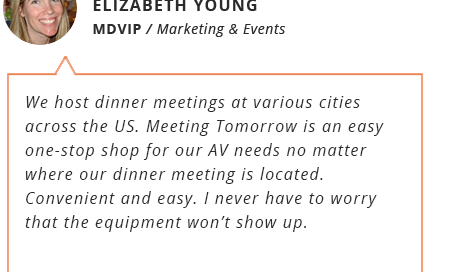 ELIZABETH YOUNG
MDVIP / Marketing & Events
We host dinner meetings at various cities
across the US. Meeting Tomorrow is an easy
one-stop shop for our AV needs no matter
where our dinner meeting is located.
Convenient and easy. I never have to worry
that the equipment won’t show up.